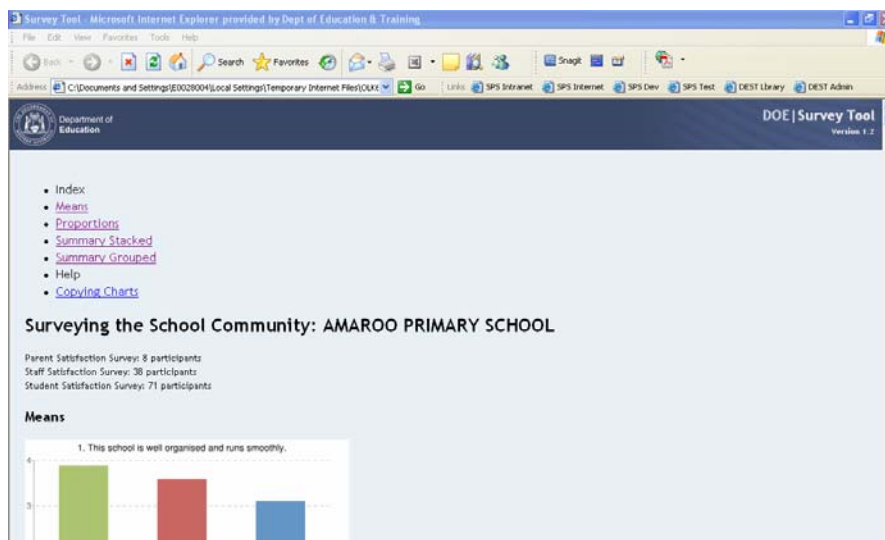 Survey Tool - Microsoft Internet Explorer provided by Dept of Education & Training
File Edit View Favorites Tools Help
Back Search Favorites SnagIt
Address C:\Documents and Settings\E0028004\Local Settings\Temporary Internet Files\OLK Go Links SPS Intranet SPS Internet SPS Dev SPS Test DEST Library DEST Admin
Department of
Education
DOE | Survey Tool
Version 1.2
• Index
• Means
• Proportions
• Summary Stacked
• Summary Grouped
• Help
• Copying Charts
Surveying the School Community: AMAROO PRIMARY SCHOOL
Parent Satisfaction Survey: 8 participants
Staff Satisfaction Survey: 38 participants
Student Satisfaction Survey: 71 participants
Means
1. This school is well organised and runs smoothly.
4
3